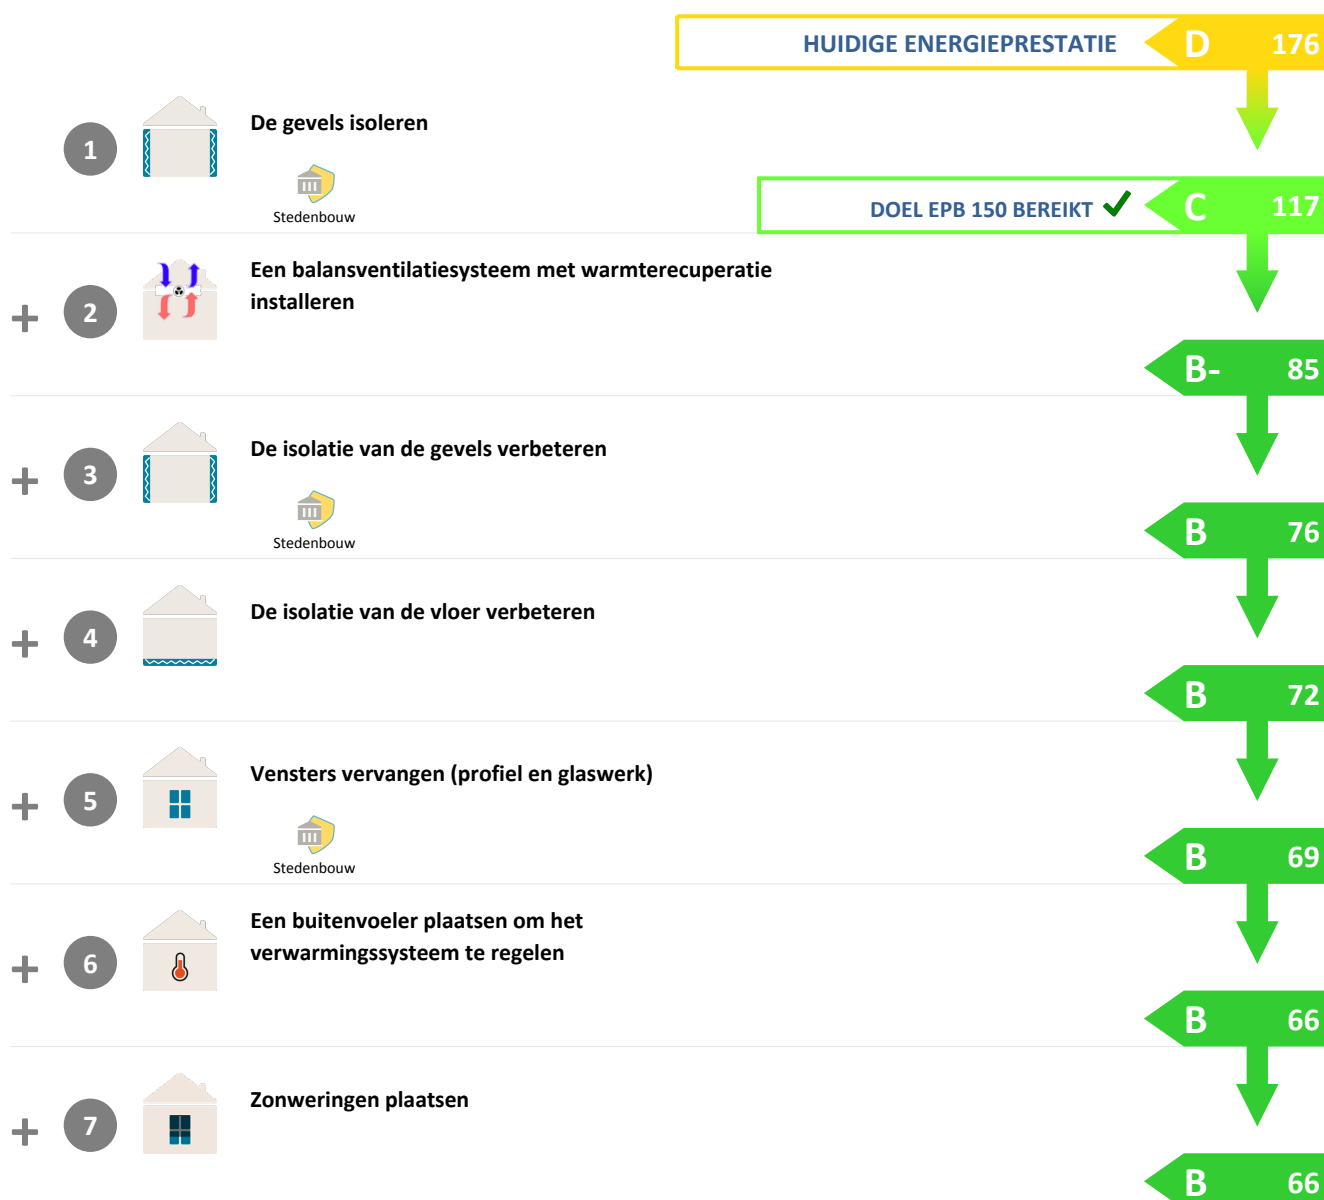 HUIDIGE ENERGIEPRESTATIE D 176
1 De gevels isoleren
Stedenbouw
DOEL EPB 150 BEREIKT ✔ C 117
+ 2 Een balansventilatiesysteem met warmterecuperatie
installeren
B- 85
+ 3 De isolatie van de gevels verbeteren
Stedenbouw
B 76
+ 4 De isolatie van de vloer verbeteren
B 72
+ 5 Vensters vervangen (profiel en glaswerk)
Stedenbouw
B 69
+ 6 Een buitenvoeler plaatsen om het
verwarmingssysteem te regelen
B 66
+ 7 Zonweringen plaatsen
B 66